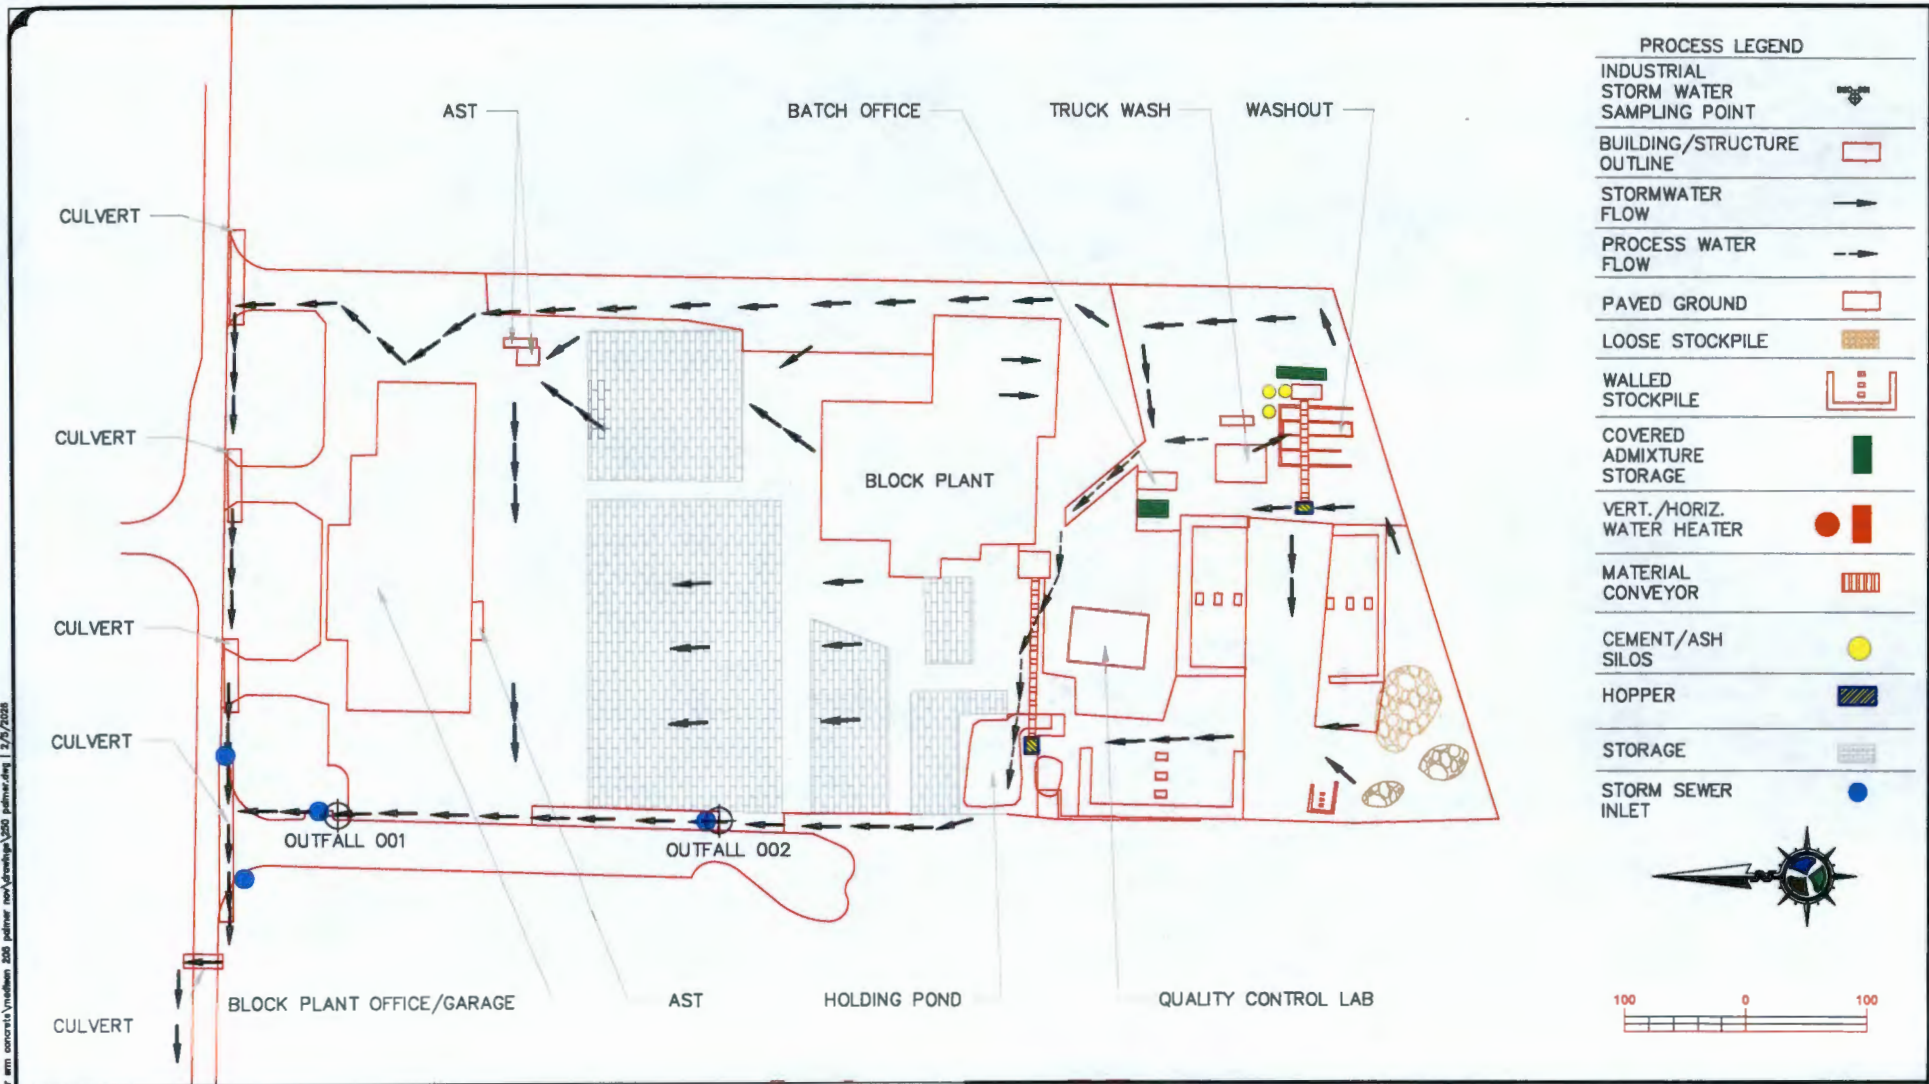 AST
BATCH OFFICE
TRUCK WASH
WASHOUT
CULVERT
CULVERT
CULVERT
CULVERT
CULVERT
BLOCK PLANT
OUTFALL 001
OUTFALL 002
BLOCK PLANT OFFICE/GARAGE
AST
HOLDING POND
QUALITY CONTROL LAB
PROCESS LEGEND
INDUSTRIAL
STORM WATER
SAMPLING POINT
BUILDING/STRUCTURE
OUTLINE
STORMWATER
FLOW
PROCESS WATER
FLOW
PAVED GROUND
LOOSE STOCKPILE
WALLED
STOCKPILE
COVERED
ADMIXTURE
STORAGE
VERT./HORIZ.
WATER HEATER
MATERIAL
CONVEYOR
CEMENT/ASH
SILOS
HOPPER
STORAGE
STORM SEWER
INLET
100 0 100